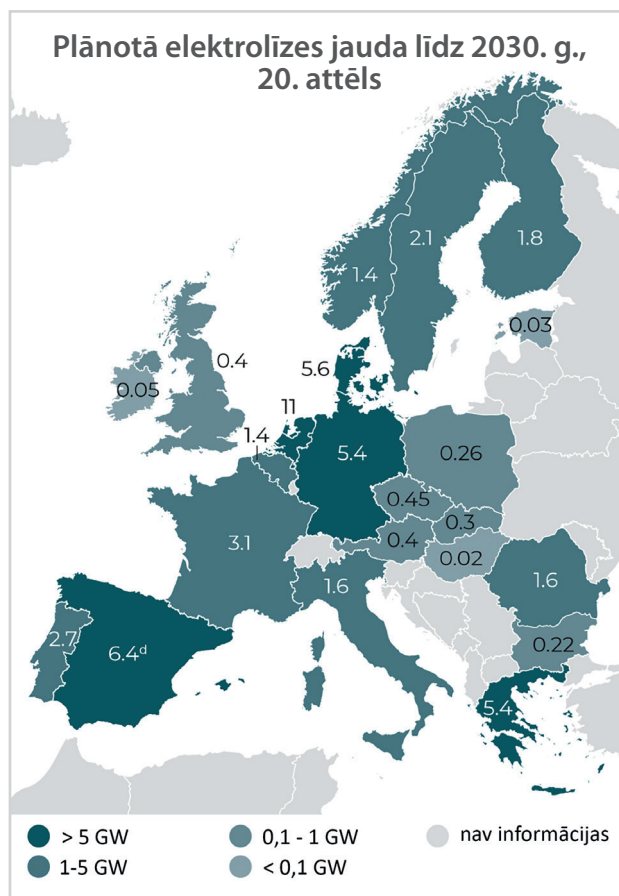 Plānotā elektrolīzes jauda līdz 2030. g.,
20. attēls
2.1
1.8
1.4
0.03
0.4
5.6
0.05
11
1.4
5.4
0.26
0.45
0.3
0.4
0.02
3.1
1.6
1.6
2.7
6.4ᵈ
0.22
5.4
> 5 GW
0,1 - 1 GW
nav informācijas
1-5 GW
< 0,1 GW